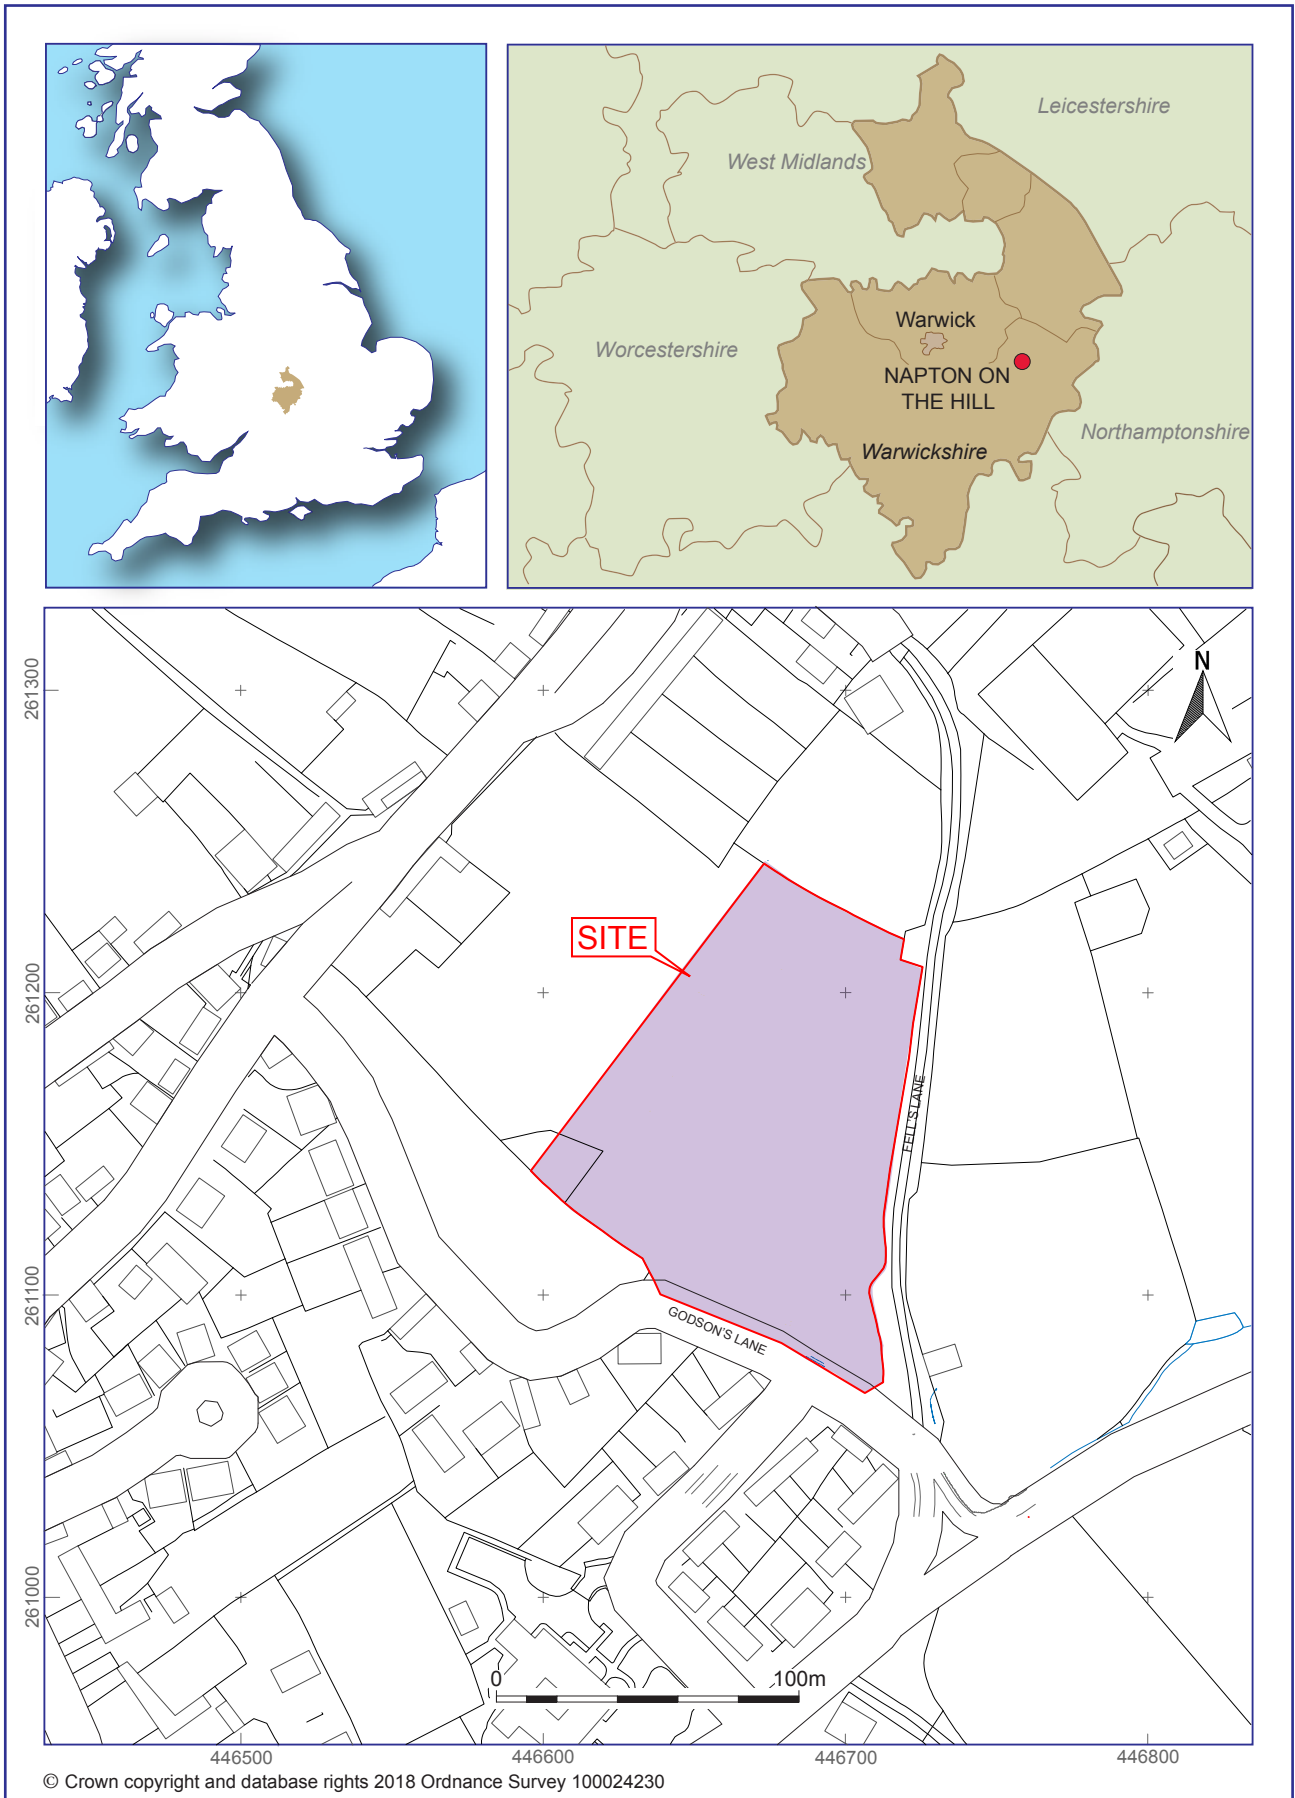 Leicestershire
West Midlands
Warwick
Worcestershire
NAPTON ON
THE HILL
Northamptonshire
Warwickshire
N
261300
SITE
261200
FELL'S LANE
261100
GODSON'S LANE
261000
0 100m
446500 446600 446700 446800
© Crown copyright and database rights 2018 Ordnance Survey 100024230